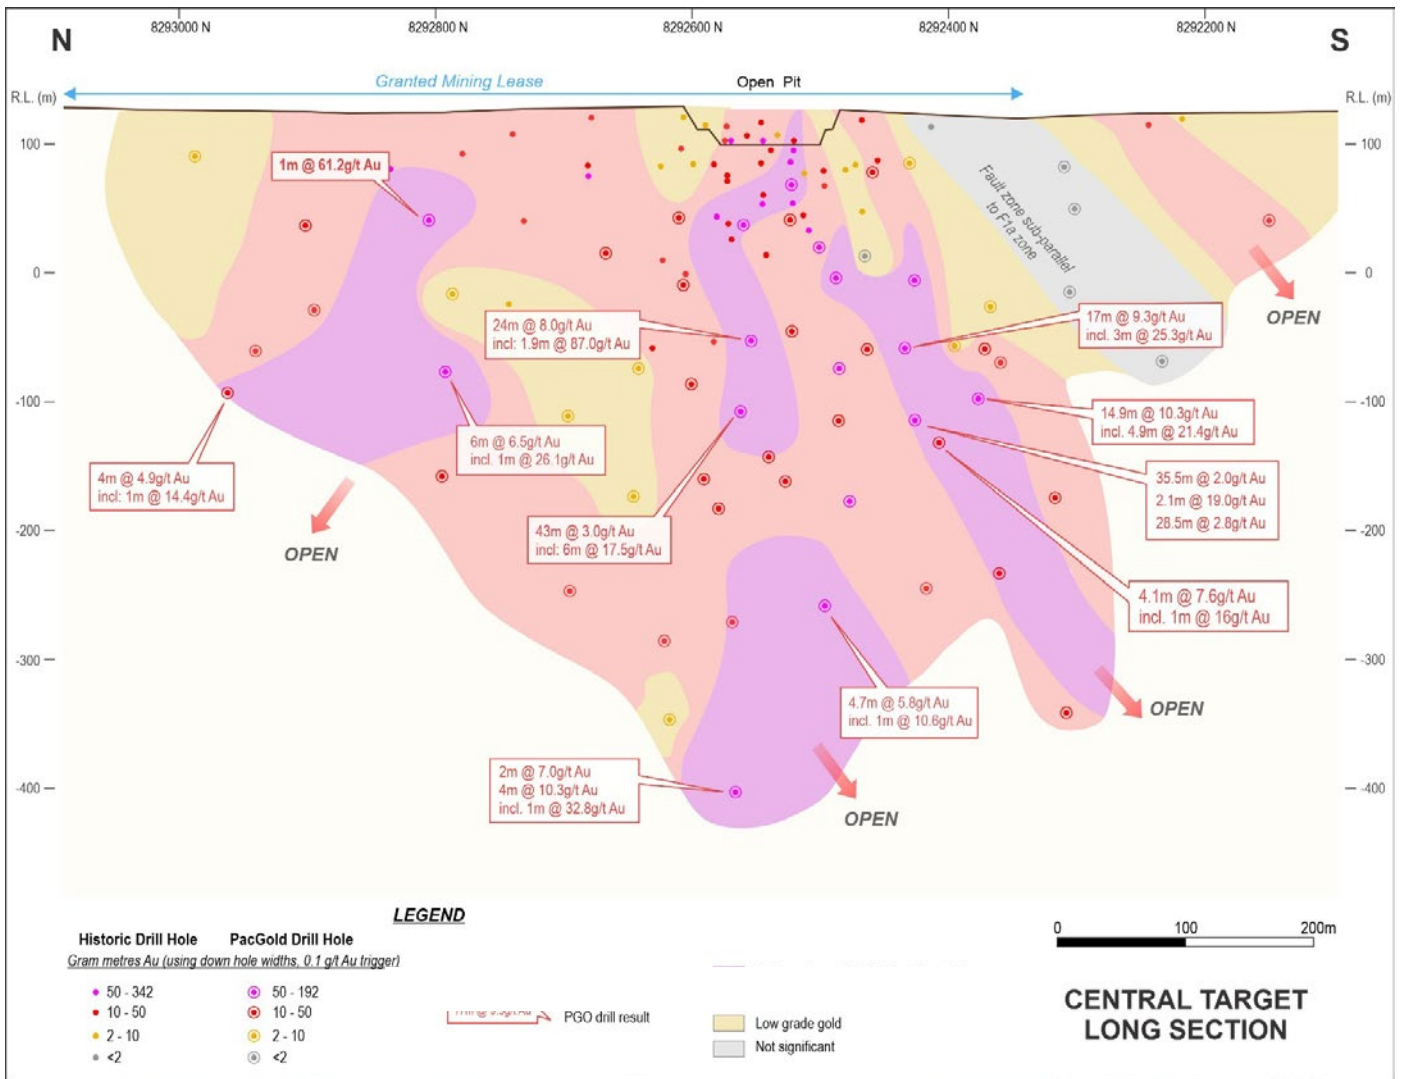 8293000 N
8292800 N
8292600 N
8292400 N
8292200 N
N
S
Granted Mining Lease
Open Pit
R.L. (m)
R.L. (m)
100
100
1m @ 61.2g/t Au
Fault zone sub-parallel
to F1a zone
0
0
OPEN
24m @ 8.0g/t Au
incl: 1.9m @ 87.0g/t Au
17m @ 9.3g/t Au
incl. 3m @ 25.3g/t Au
-100
-100
14.9m @ 10.3g/t Au
incl. 4.9m @ 21.4g/t Au
6m @ 6.5g/t Au
incl. 1m @ 26.1g/t Au
4m @ 4.9g/t Au
incl: 1m @ 14.4g/t Au
35.5m @ 2.0g/t Au
2.1m @ 19.0g/t Au
28.5m @ 2.8g/t Au
-200
-200
43m @ 3.0g/t Au
incl: 6m @ 17.5g/t Au
OPEN
4.1m @ 7.6g/t Au
incl. 1m @ 16g/t Au
-300
-300
4.7m @ 5.8g/t Au
incl. 1m @ 10.6g/t Au
OPEN
2m @ 7.0g/t Au
4m @ 10.3g/t Au
incl. 1m @ 32.8g/t Au
-400
-400
OPEN
LEGEND
Historic Drill Hole
PacGold Drill Hole
Gram metres Au (using down hole widths, 0.1 g/t Au trigger)
50 - 342
50 - 192
10 - 50
10 - 50
2 - 10
2 - 10
<2
<2
PGO drill result
Low grade gold
Not significant
0
100
200m
CENTRAL TARGET
LONG SECTION